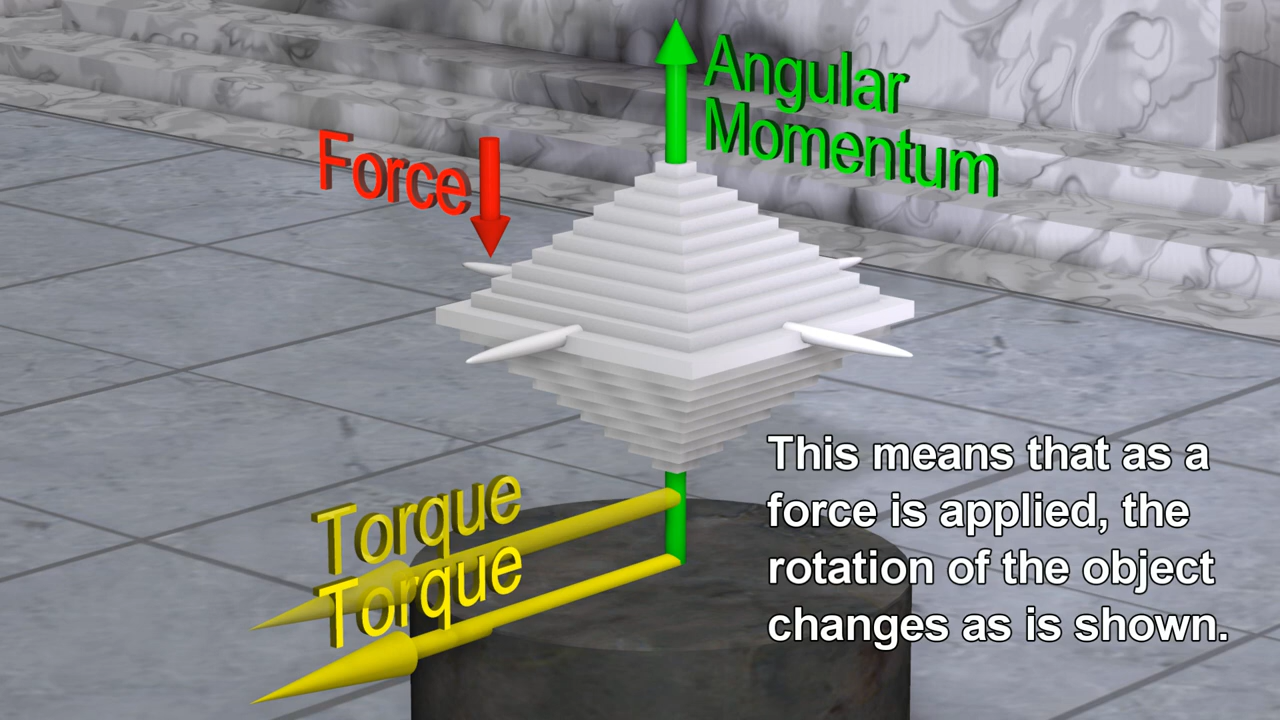 Angular
Momentum
Force
Torque
Torque
This means that as a
force is applied, the
rotation of the object
changes as is shown.